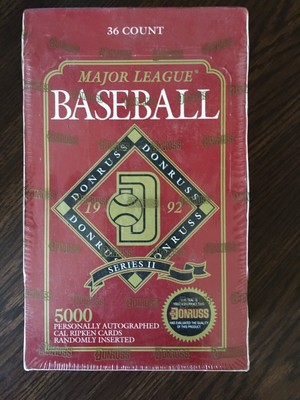 36 COUNT
MAJOR LEAGUE®
BASEBALL
DONRUSS DONRUSS
19 92
DONRUSS DONRUSS
SERIES II
5000
PERSONALLY AUTOGRAPHED
CAL RIPKEN CARDS
RANDOMLY INSERTED
DONRUSS